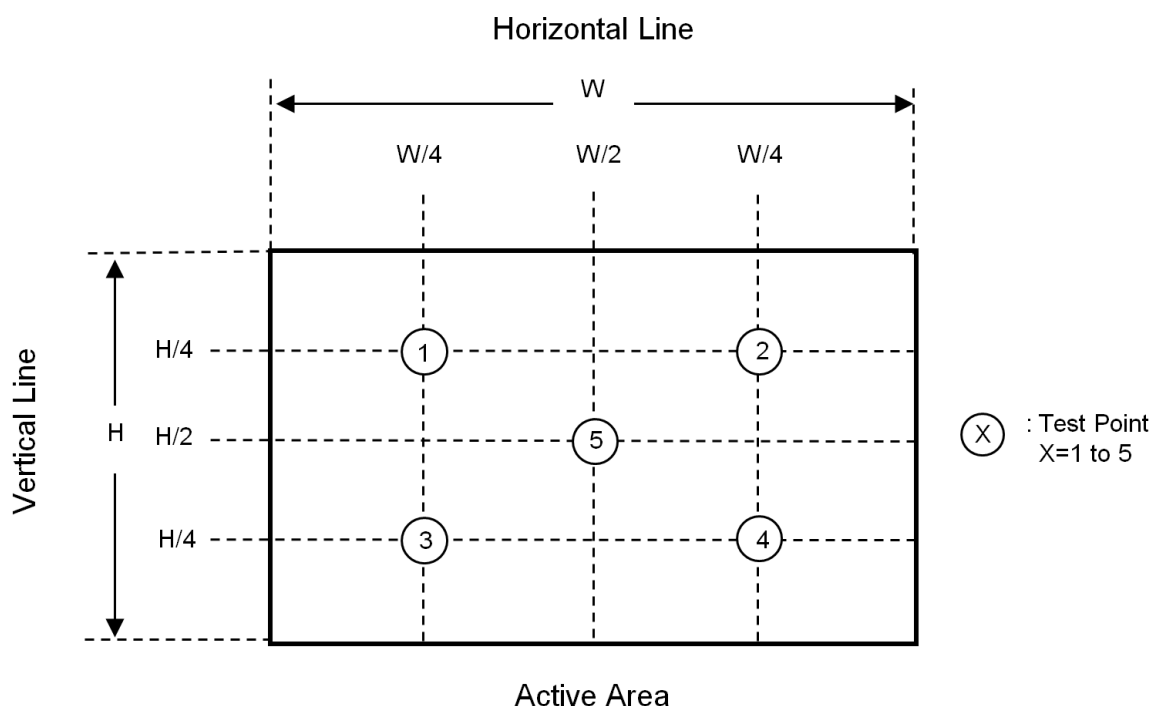 Horizontal Line
W
W/4 W/2 W/4
H/4
1
2
Vertical Line
H
H/2
5
X
: Test Point
X=1 to 5
H/4
3
4
Active Area